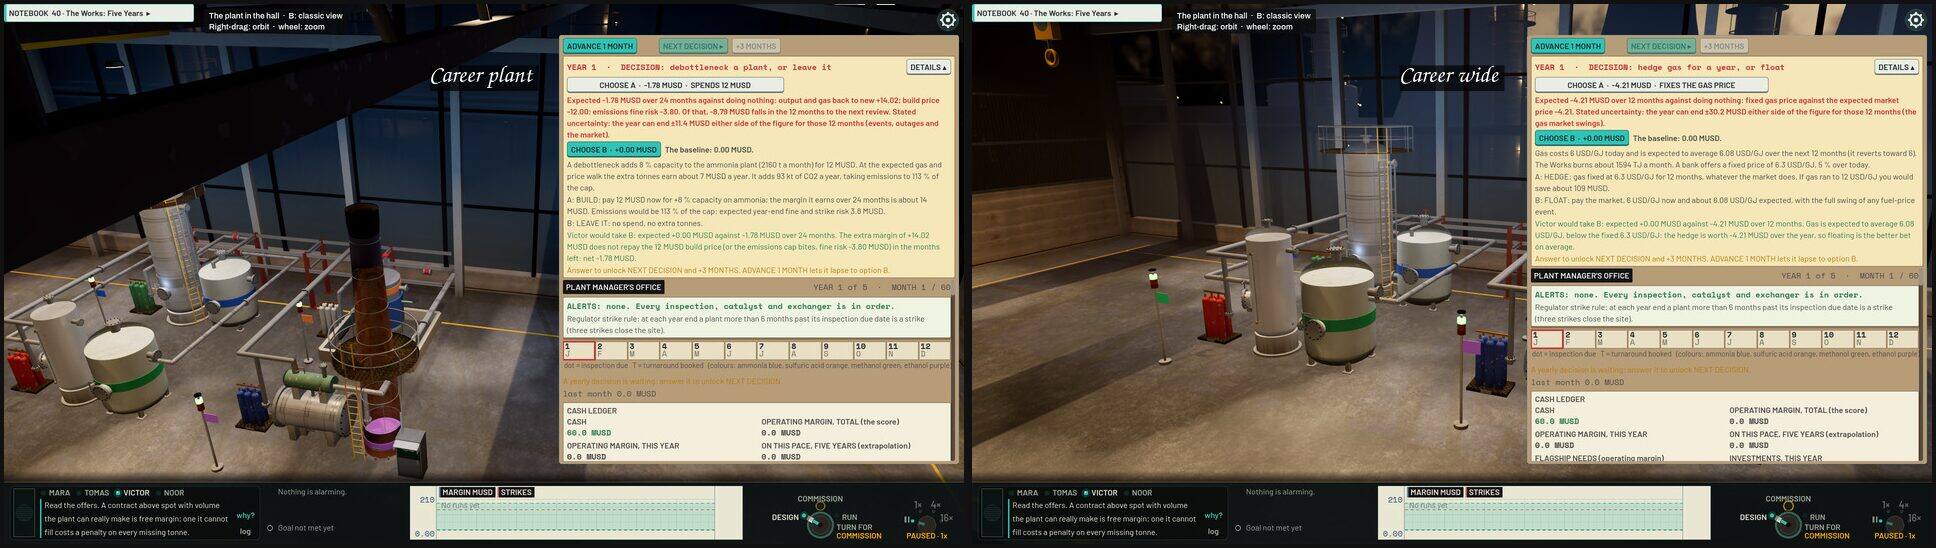 NOTEBOOK 40 - The Works: Five Years ▸
The plant in the hall · B: classic view
Right-drag: orbit · wheel: zoom
Career plant
ADVANCE 1 MONTH
NEXT DECISION ▸
+3 MONTHS
YEAR 1 · DECISION: debottleneck a plant, or leave it
DETAILS ▴
CHOOSE A · -1.78 MUSD · SPENDS 12 MUSD
Expected -1.78 MUSD over 24 months against doing nothing: output and gas back to new +14.02; build price
-12.00; emissions fine risk -3.80. Of that, -8.79 MUSD falls in the 12 months to the next review. Stated
uncertainty: the year can end ±11.4 MUSD either side of the figure for those 12 months (events, outages and
the market).
CHOOSE B · +0.00 MUSD
The baseline: 0.00 MUSD.
A debottleneck adds 8 % capacity to the ammonia plant (2160 t a month) for 12 MUSD. At the expected gas and
price walk the extra tonnes earn about 7 MUSD a year. It adds 93 kt of CO2 a year, taking emissions to 113 % of
the cap.
A: BUILD: pay 12 MUSD now for +8 % capacity on ammonia; the margin it earns over 24 months is about 14
MUSD. Emissions would be 113 % of the cap: expected year-end fine and strike risk 3.8 MUSD.
B: LEAVE IT: no spend, no extra tonnes.
Victor would take B: expected +0.00 MUSD against -1.78 MUSD over 24 months. The extra margin of +14.02
MUSD does not repay the 12 MUSD build price (or the emissions cap bites, fine risk -3.80 MUSD) in the months
left: net -1.78 MUSD.
Answer to unlock NEXT DECISION and +3 MONTHS. ADVANCE 1 MONTH lets it lapse to option B.
PLANT MANAGER'S OFFICE
YEAR 1 of 5 · MONTH 1 / 60
ALERTS: none. Every inspection, catalyst and exchanger is in order.
Regulator strike rule: at each year end a plant more than 6 months past its inspection due date is a strike
(three strikes close the site).
1 2 3 4 5 6 7 8 9 10 11 12
J F M A M J J A S O N D
dot = inspection due T = turnaround booked (colours: ammonia blue, sulfuric acid orange, methanol green, ethanol purple)
A yearly decision is waiting: answer it to unlock NEXT DECISION.
last month 0.0 MUSD
CASH LEDGER
CASH
60.0 MUSD
OPERATING MARGIN, TOTAL (the score)
0.0 MUSD
OPERATING MARGIN, THIS YEAR
0.0 MUSD
ON THIS PACE, FIVE YEARS (extrapolation)
0.0 MUSD
MARA TOMAS VICTOR NOOR
Read the offers. A contract above spot with volume
the plant can really make is free margin; one it cannot
fill costs a penalty on every missing tonne.
why?
log
Nothing is alarming.
Goal not met yet
MARGIN MUSD STRIKES
210
No runs yet
0.00
COMMISSION
DESIGN
RUN
TURN FOR
COMMISSION
1× 4×
16×
PAUSED · 1x
NOTEBOOK 40 - The Works: Five Years ▸
The plant in the hall · B: classic view
Right-drag: orbit · wheel: zoom
Career wide
ADVANCE 1 MONTH
NEXT DECISION ▸
+3 MONTHS
YEAR 1 · DECISION: hedge gas for a year, or float
DETAILS ▴
CHOOSE A · -4.21 MUSD · FIXES THE GAS PRICE
Expected -4.21 MUSD over 12 months against doing nothing: fixed gas price against the expected market
price -4.21. Stated uncertainty: the year can end ±30.2 MUSD either side of the figure for those 12 months (the
gas market swings).
CHOOSE B · +0.00 MUSD
The baseline: 0.00 MUSD.
Gas costs 6 USD/GJ today and is expected to average 6.08 USD/GJ over the next 12 months (it reverts toward 6).
The Works burns about 1594 TJ a month. A bank offers a fixed price of 6.3 USD/GJ, 5 % over today.
A: HEDGE: gas fixed at 6.3 USD/GJ for 12 months, whatever the market does. If gas ran to 12 USD/GJ you would
save about 109 MUSD.
B: FLOAT: pay the market, 6 USD/GJ now and about 6.08 USD/GJ expected, with the full swing of any fuel-price
event.
Victor would take B: expected +0.00 MUSD against -4.21 MUSD over 12 months. Gas is expected to average 6.08
USD/GJ, below the fixed 6.3 USD/GJ: the hedge is worth -4.21 MUSD over the year, so floating is the better bet
on average.
Answer to unlock NEXT DECISION and +3 MONTHS. ADVANCE 1 MONTH lets it lapse to option B.
PLANT MANAGER'S OFFICE
YEAR 1 of 5 · MONTH 1 / 60
ALERTS: none. Every inspection, catalyst and exchanger is in order.
Regulator strike rule: at each year end a plant more than 6 months past its inspection due date is a strike
(three strikes close the site).
1 2 3 4 5 6 7 8 9 10 11 12
J F M A M J J A S O N D
dot = inspection due T = turnaround booked (colours: ammonia blue, sulfuric acid orange, methanol green, ethanol purple)
A yearly decision is waiting: answer it to unlock NEXT DECISION.
last month 0.0 MUSD
CASH LEDGER
CASH
60.0 MUSD
OPERATING MARGIN, TOTAL (the score)
0.0 MUSD
OPERATING MARGIN, THIS YEAR
0.0 MUSD
ON THIS PACE, FIVE YEARS (extrapolation)
0.0 MUSD
FLAGSHIP NEEDS (operating margin)
INVESTMENTS, THIS YEAR
MARA TOMAS VICTOR NOOR
Read the offers. A contract above spot with volume
the plant can really make is free margin; one it cannot
fill costs a penalty on every missing tonne.
why?
log
Nothing is alarming.
Goal not met yet
MARGIN MUSD STRIKES
210
No runs yet
0.00
COMMISSION
DESIGN
RUN
TURN FOR
COMMISSION
1× 4×
16×
PAUSED · 1x